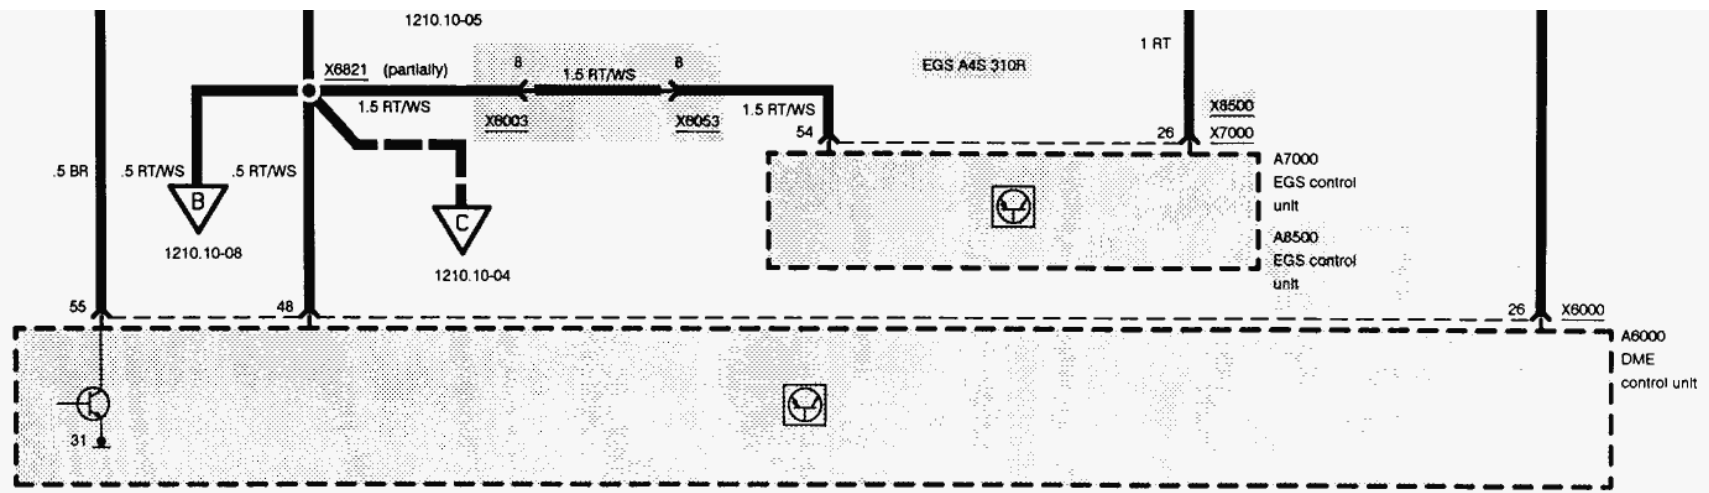 1210.10-05
1 RT
EGS A4S 310R
X6821 (partially)
8
1.5 RT/WS
8
1.5 RT/WS
X6003
X6053
1.5 RT/WS
X8500
54
26
X7000
.5 BR
.5 RT/WS
.5 RT/WS
A7000
EGS control
unit
B
C
A8500
EGS control
unit
1210.10-08
1210.10-04
55
48
26
X6000
A6000
DME
control unit
31